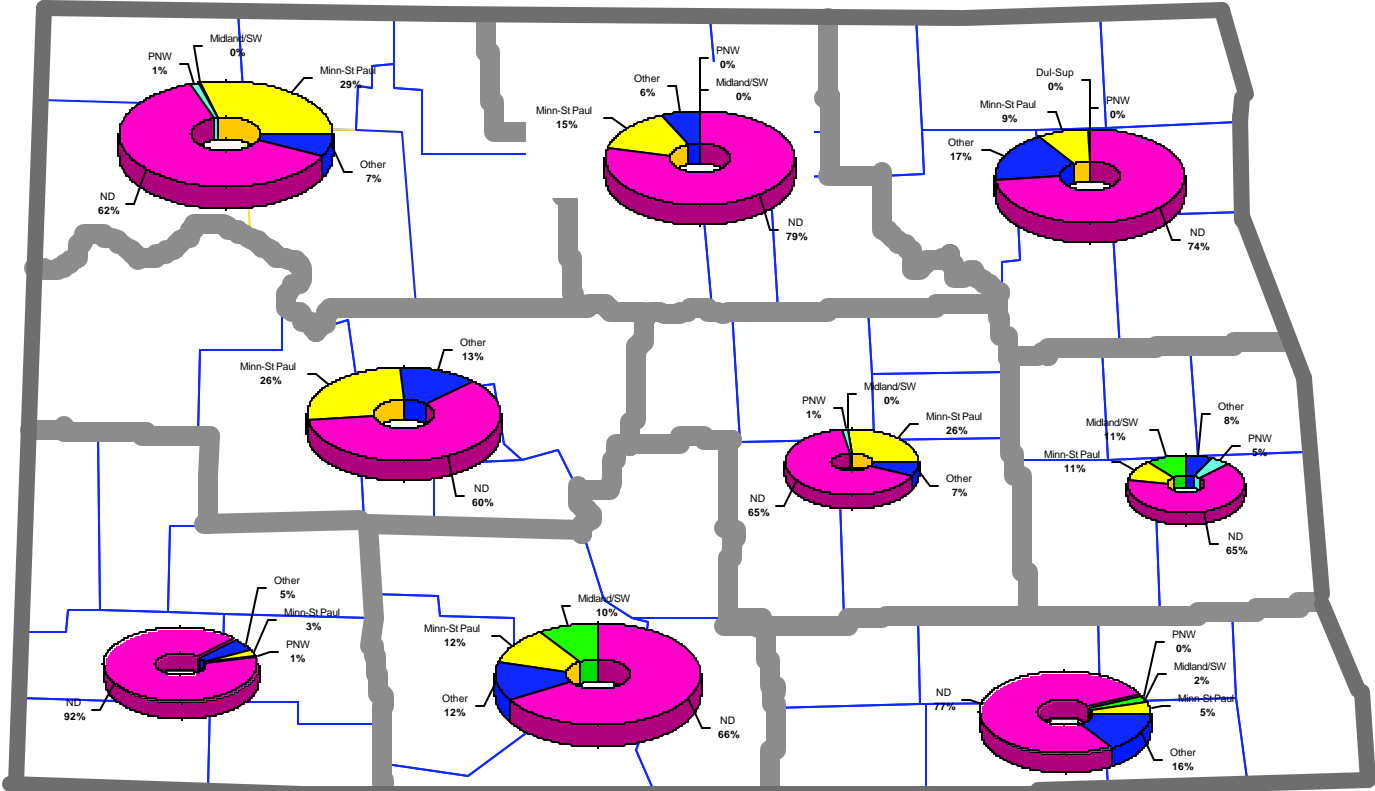 Midland/SW
0%
PNW
1%
Minn-St Paul
29%
Other
7%
ND
62%
PNW
0%
Midland/SW
0%
Other
6%
Minn-St Paul
15%
ND
79%
Dul-Sup
0%
PNW
0%
Minn-St Paul
9%
Other
17%
ND
74%
Other
13%
Minn-St Paul
26%
ND
60%
Midland/SW
0%
PNW
1%
Minn-St Paul
26%
Other
7%
ND
65%
Other
8%
Midland/SW
11%
PNW
5%
Minn-St Paul
11%
ND
65%
Other
5%
Minn-St Paul
3%
PNW
1%
ND
92%
Midland/SW
10%
Minn-St Paul
12%
Other
12%
ND
66%
PNW
0%
Midland/SW
2%
Minn-St Paul
5%
ND
77%
Other
16%